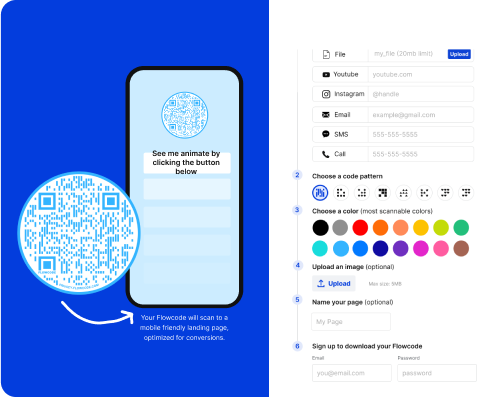 See me animate by
clicking the button
below
Your Flowcode will scan to a
mobile friendly landing page,
optimized for conversions.
File
my_file (20mb limit)
Upload
Youtube
youtube.com
Instagram
@handle
Email
example@gmail.com
SMS
555-555-5555
Call
555-555-5555
2
Choose a code pattern
3
Choose a color (most scannable colors)
4
Upload an image (optional)
Upload
Max size: 5MB
5
Name your page (optional)
My Page
6
Sign up to download your Flowcode
Email
Password
you@email.com
password